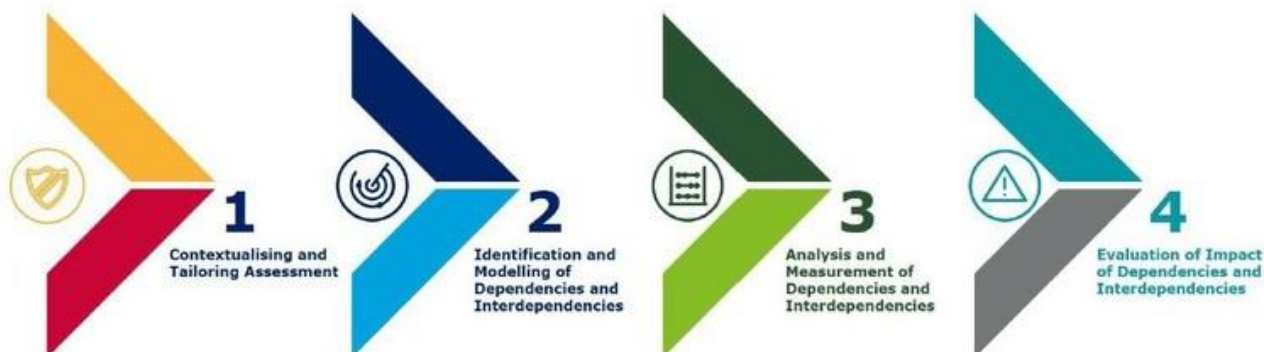 1
Contextualising and
Tailoring Assessment
2
Identification and
Modelling of
Dependencies and
Interdependencies
3
Analysis and
Measurement of
Dependencies and
Interdependencies
4
Evaluation of Impact
of Dependencies and
Interdependencies